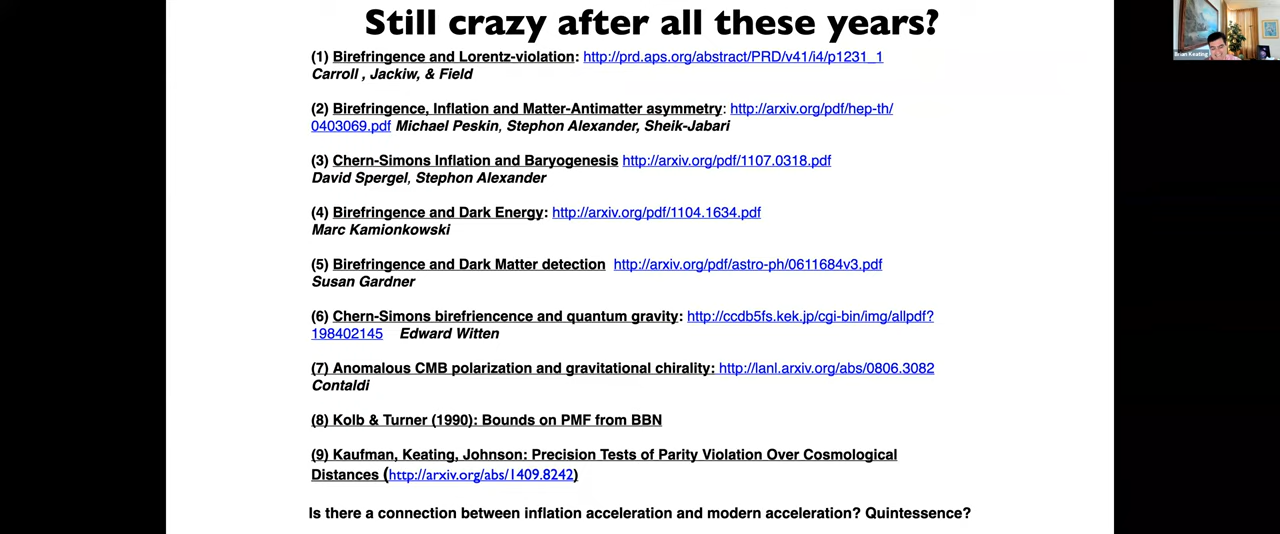 Still crazy after all these years?
(1) Birefringence and Lorentz-violation: http://prd.aps.org/abstract/PRD/v41/i4/p1231_1
Carroll , Jackiw, & Field
(2) Birefringence, Inflation and Matter-Antimatter asymmetry: http://arxiv.org/pdf/hep-th/
0403069.pdf Michael Peskin, Stephon Alexander, Sheik-Jabari
(3) Chern-Simons Inflation and Baryogenesis http://arxiv.org/pdf/1107.0318.pdf
David Spergel, Stephon Alexander
(4) Birefringence and Dark Energy: http://arxiv.org/pdf/1104.1634.pdf
Marc Kamionkowski
(5) Birefringence and Dark Matter detection http://arxiv.org/pdf/astro-ph/0611684v3.pdf
Susan Gardner
(6) Chern-Simons birefriencence and quantum gravity: http://ccdb5fs.kek.jp/cgi-bin/img/allpdf?
198402145 Edward Witten
(7) Anomalous CMB polarization and gravitational chirality: http://lanl.arxiv.org/abs/0806.3082
Contaldi
(8) Kolb & Turner (1990): Bounds on PMF from BBN
(9) Kaufman, Keating, Johnson: Precision Tests of Parity Violation Over Cosmological
Distances (http://arxiv.org/abs/1409.8242)
Is there a connection between inflation acceleration and modern acceleration? Quintessence?
Brian Keating